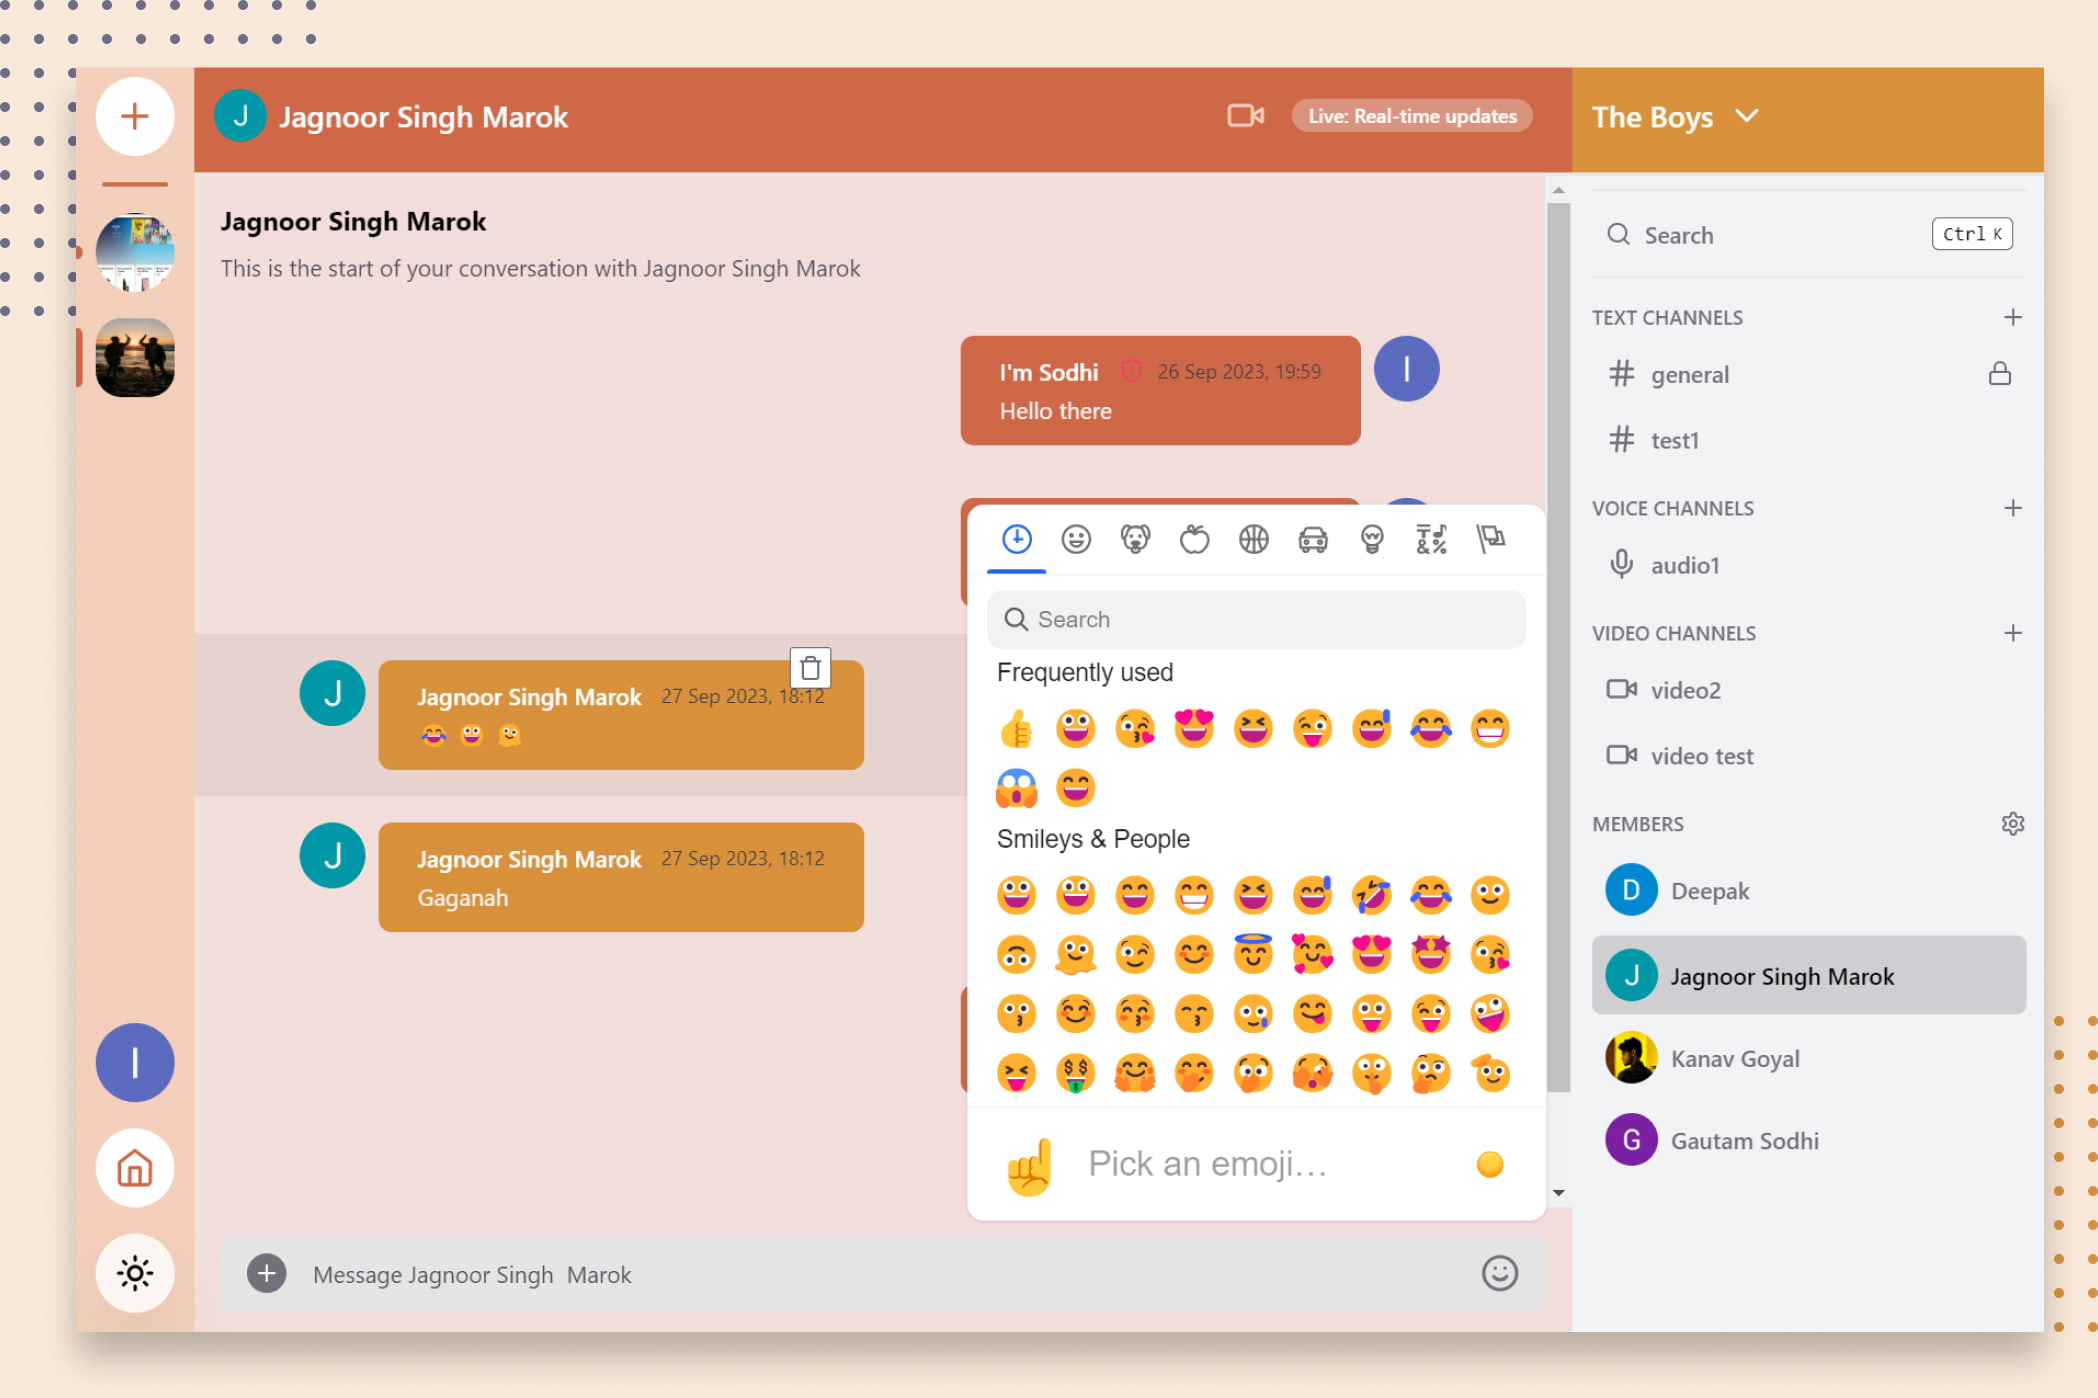 J Jagnoor Singh Marok
Live: Real-time updates
The Boys
Jagnoor Singh Marok
This is the start of your conversation with Jagnoor Singh Marok
I'm Sodhi 26 Sep 2023, 19:59
Hello there
I
J
Jagnoor Singh Marok 27 Sep 2023, 18:12
J
Jagnoor Singh Marok 27 Sep 2023, 18:12
Gaganah
Search
Frequently used
Smileys & People
Pick an emoji...
I
Message Jagnoor Singh  Marok
Search Ctrl K
TEXT CHANNELS
general
test1
VOICE CHANNELS
audio1
VIDEO CHANNELS
video2
video test
MEMBERS
D Deepak
J Jagnoor Singh Marok
Kanav Goyal
G Gautam Sodhi